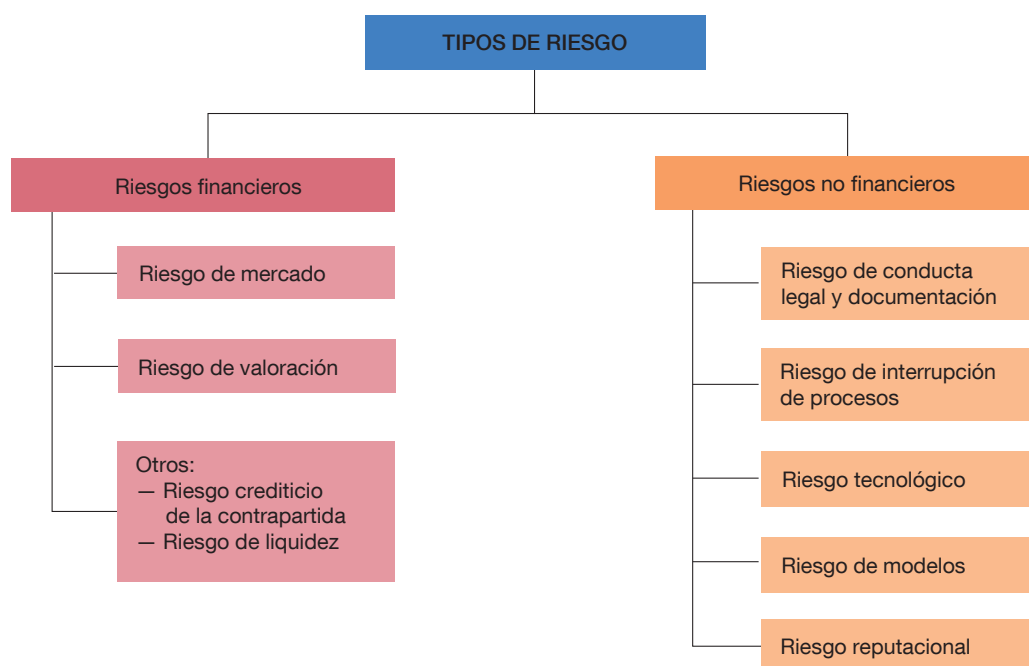 TIPOS DE RIESGO
Riesgos financieros
Riesgo de mercado
Riesgo de valoración
Otros:
— Riesgo crediticio
de la contrapartida
— Riesgo de liquidez
Riesgos no financieros
Riesgo de conducta
legal y documentación
Riesgo de interrupción
de procesos
Riesgo tecnológico
Riesgo de modelos
Riesgo reputacional